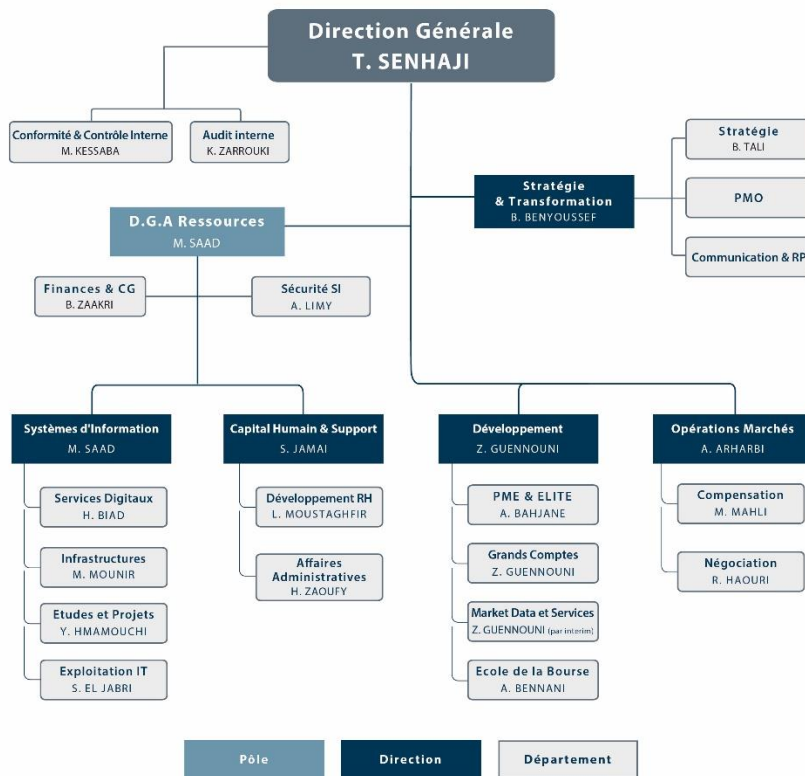 Direction Générale
T. SENHAJI
Conformité & Contrôle Interne
M. KESSABA
Audit interne
K. ZARROUKI
Stratégie
B. TALI
Stratégie
& Transformation
B. BENYOUSSEF
PMO
Communication & RP
D.G.A Ressources
M. SAAD
Finances & CG
B. ZAAKRI
Sécurité SI
A. LIMY
Systèmes d'Information
M. SAAD
Capital Humain & Support
S. JAMAI
Développement
Z. GUENNOUNI
Opérations Marchés
A. ARHARBI
Services Digitaux
H. BIAD
Infrastructures
M. MOUNIR
Etudes et Projets
Y. HMAMOUCHI
Exploitation IT
S. EL JABRI
Développement RH
L. MOUSTAGHFIR
Affaires
Administratives
H. ZAOUFY
PME & ELITE
A. BAHJANE
Grands Comptes
Z. GUENNOUNI
Market Data et Services
Z. GUENNOUNI (par interim)
Ecole de la Bourse
A. BENNANI
Compensation
M. MAHLI
Négociation
R. HAOURI
Pôle
Direction
Département